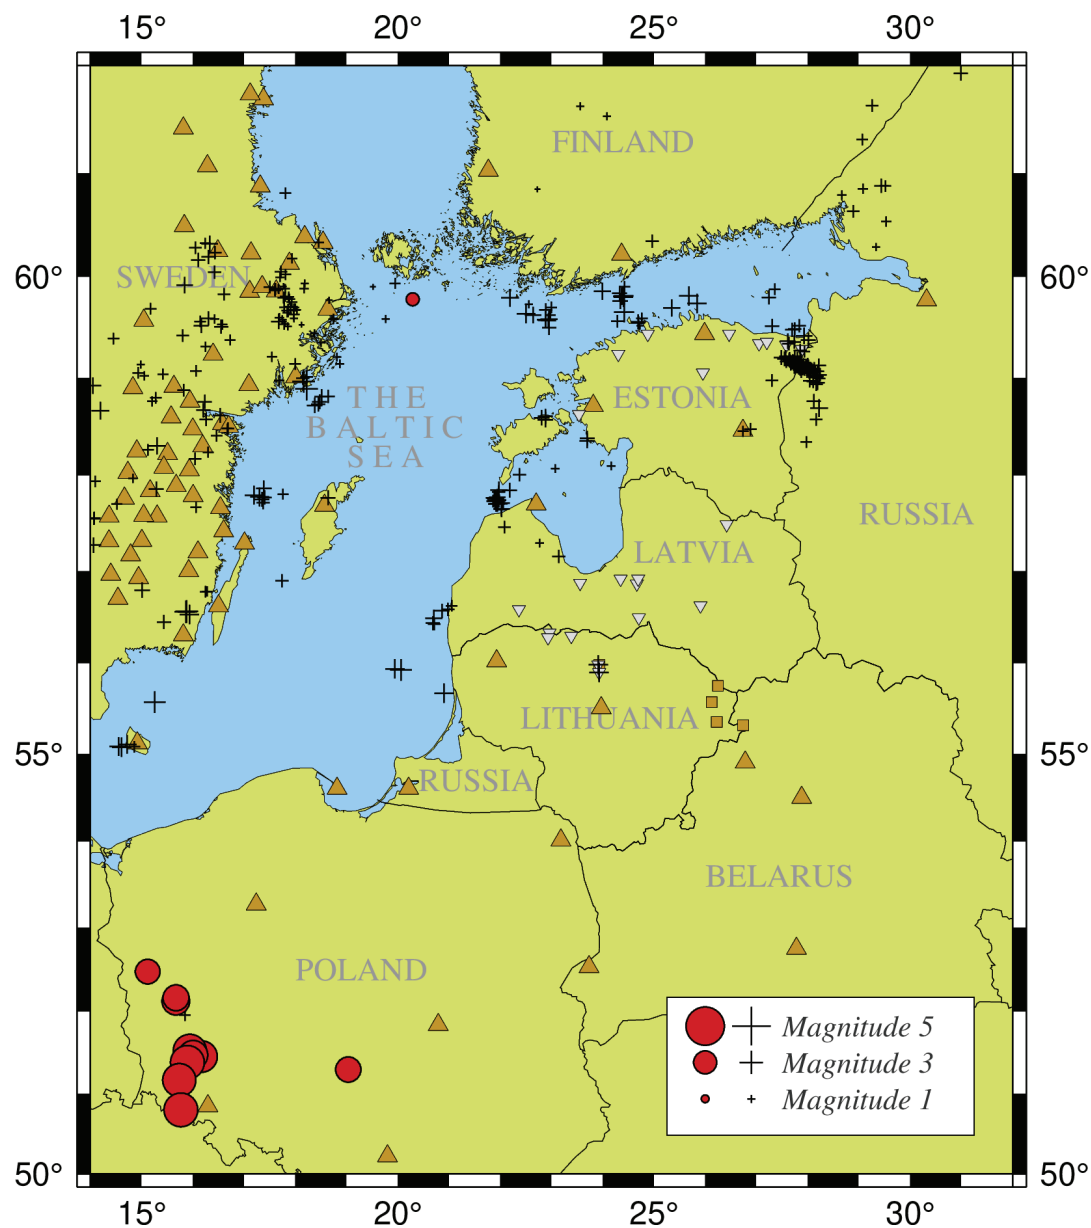 15° 20° 25° 30°
FINLAND
60° SWEDEN 60°
THE
ESTONIA
BALTIC
SEA
RUSSIA
LATVIA
LITHUANIA
55° 55°
RUSSIA
BELARUS
POLAND
Magnitude 5
Magnitude 3
Magnitude 1
50° 50°
15° 20° 25° 30°